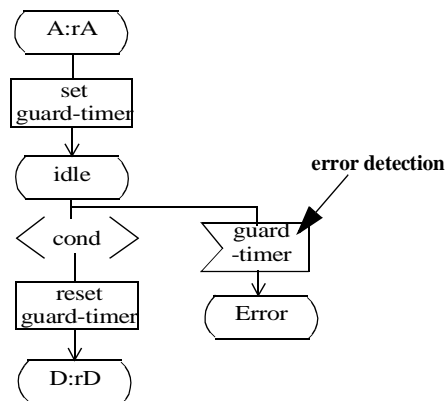 A:rA
set
guard-timer
idle
error detection
cond
guard
-timer
reset
guard-timer
Error
D:rD